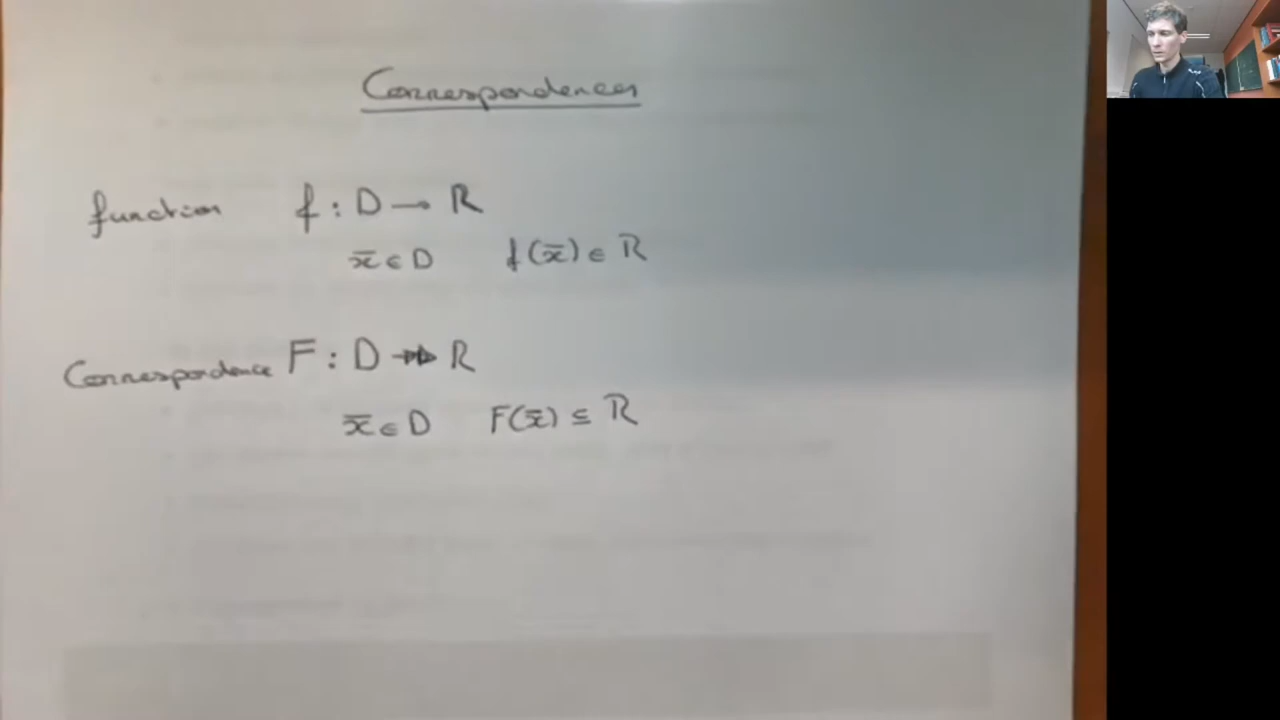 Correspondences
function f : D → R
x̄ ∈ D f(x̄) ∈ R
Correspondence F : D ↠ R
x̄ ∈ D F(x̄) ⊆ R